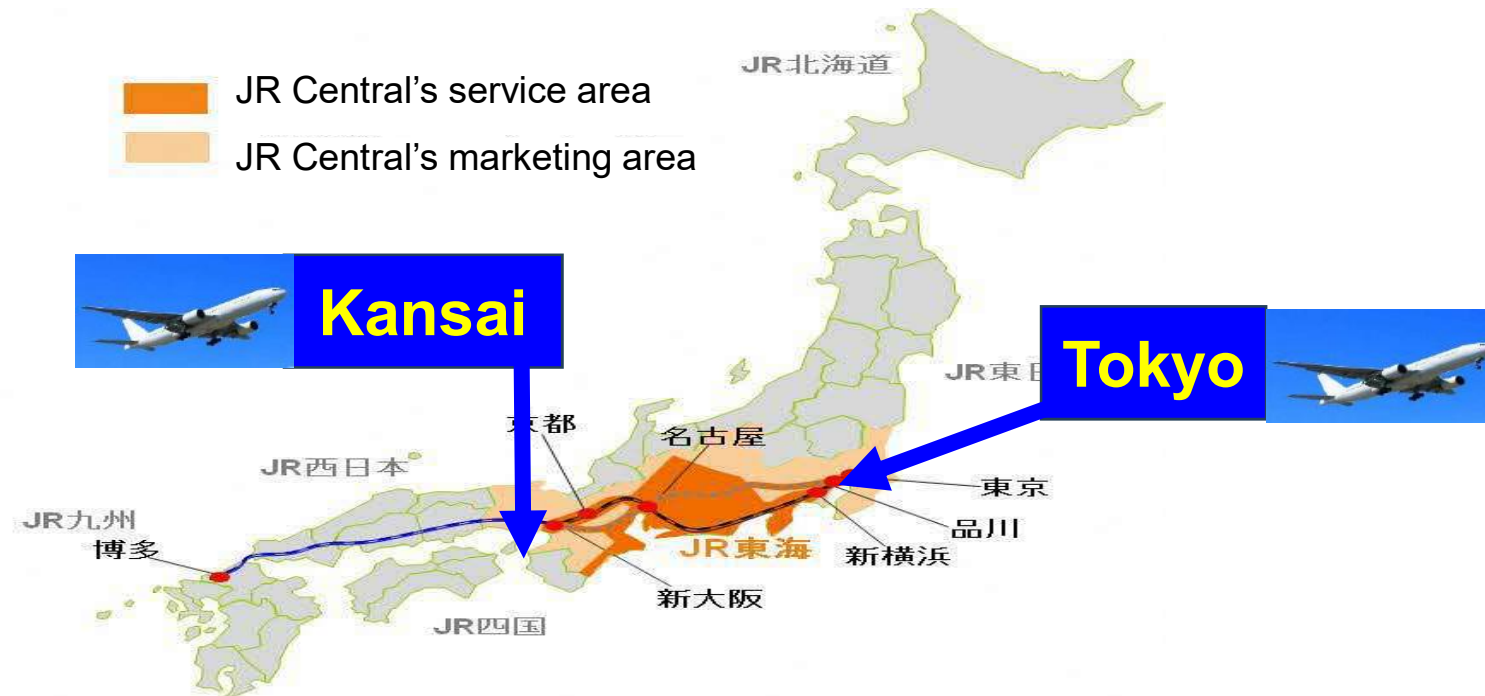 JR北海道
JR Central’s service area
JR Central’s marketing area
Kansai
Tokyo
JR東日
京都
名古屋
JR西日本
東京
JR九州
品川
博多
JR東海
新横浜
新大阪
JR四国